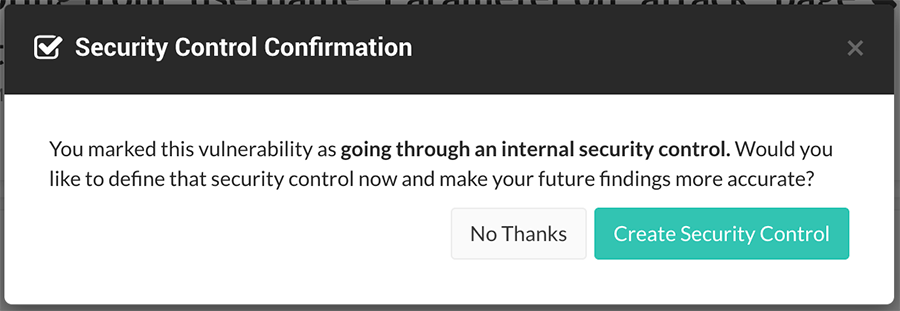 Security Control Confirmation
You marked this vulnerability as going through an internal security control. Would you
like to define that security control now and make your future findings more accurate?
No Thanks
Create Security Control